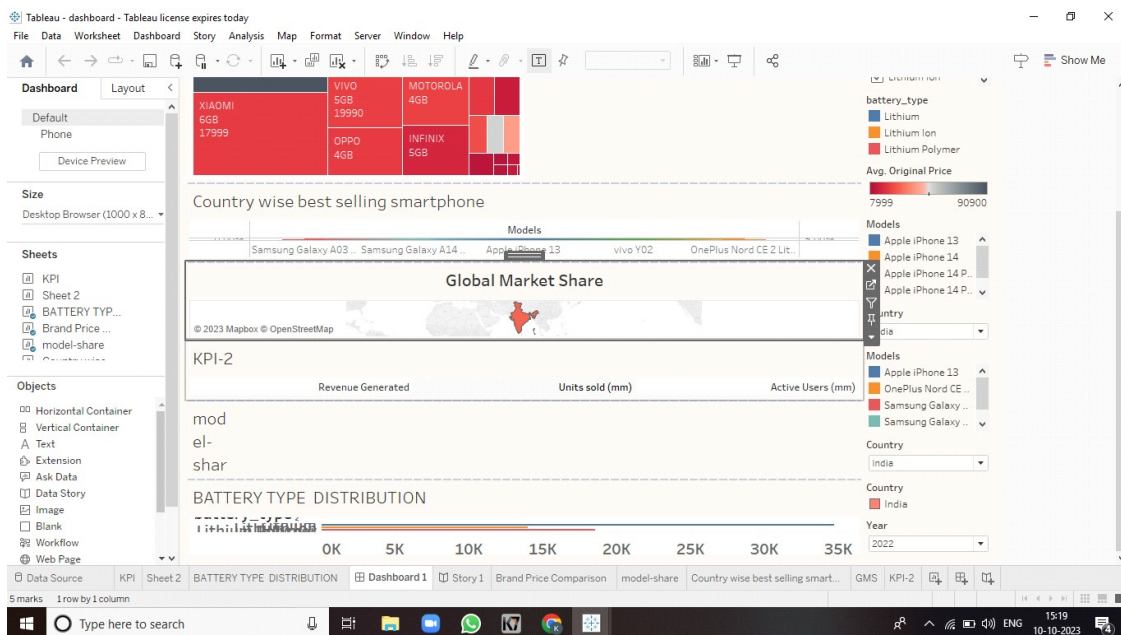 Tableau - dashboard - Tableau license expires today
File Data Worksheet Dashboard Story Analysis Map Format Server Window Help
Show Me
Dashboard Layout
Default
Phone
Device Preview
Size
Desktop Browser (1000 x 8...
Sheets
KPI
Sheet 2
BATTERY TYP...
Brand Price ...
model-share
Objects
Horizontal Container
Vertical Container
Text
Extension
Ask Data
Data Story
Image
Blank
Workflow
Web Page
XIAOMI
6GB
17999
VIVO
5GB
19990
OPPO
4GB
MOTOROLA
4GB
INFINIX
5GB
Country wise best selling smartphone
Models
Samsung Galaxy A03 .. Samsung Galaxy A14 .. Apple iPhone 13 vivo Y02 OnePlus Nord CE 2 Lit..
Global Market Share
© 2023 Mapbox © OpenStreetMap
KPI-2
Revenue Generated Units sold (mm) Active Users (mm)
mod
el-
shar
BATTERY TYPE DISTRIBUTION
0K 5K 10K 15K 20K 25K 30K 35K
Lithium Ion
battery_type
Lithium
Lithium Ion
Lithium Polymer
Avg. Original Price
7999 90900
Models
Apple iPhone 13
Apple iPhone 14
Apple iPhone 14 P..
Apple iPhone 14 P..
Models
Apple iPhone 13
OnePlus Nord CE ..
Samsung Galaxy ..
Samsung Galaxy ..
Country
India
Country
India
Year
2022
Data Source KPI Sheet 2 BATTERY TYPE DISTRIBUTION Dashboard 1 Story 1 Brand Price Comparison model-share Country wise best selling smart... GMS KPI-2
5 marks 1 row by 1 column
Type here to search
ENG
15:19
10-10-2023
4